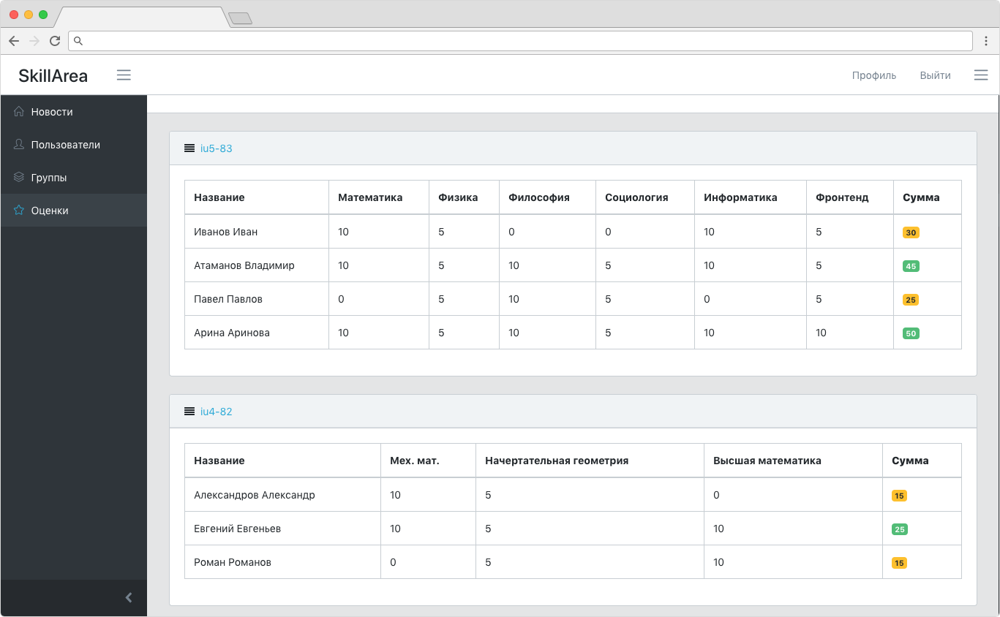 SkillArea Профиль Выйти
Новости
Пользователи
Группы
Оценки
iu5-83
Название Математика Физика Философия Социология Информатика Фронтенд Сумма
Иванов Иван 10 5 0 0 10 5 30
Атаманов Владимир 10 5 10 5 10 5 45
Павел Павлов 0 5 10 5 0 5 25
Арина Аринова 10 5 10 5 10 10 50
iu4-82
Название Мех. мат. Начертательная геометрия Высшая математика Сумма
Александров Александр 10 5 0 15
Евгений Евгеньев 10 5 10 25
Роман Романов 0 5 10 15